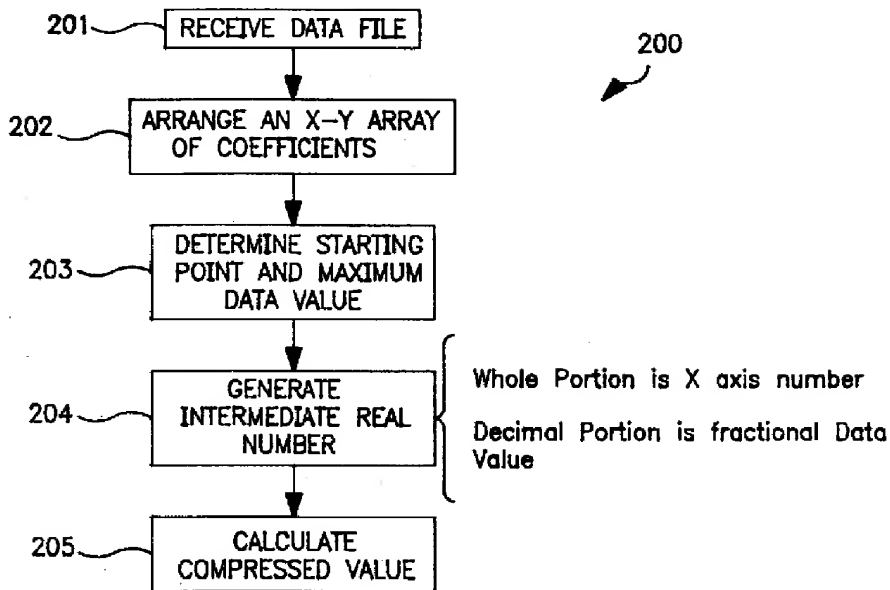 201
RECEIVE DATA FILE
200
202
ARRANGE AN X-Y ARRAY
OF COEFFICIENTS
203
DETERMINE STARTING
POINT AND MAXIMUM
DATA VALUE
204
GENERATE
INTERMEDIATE REAL
NUMBER
Whole Portion is X axis number
Decimal Portion is fractional Data
Value
205
CALCULATE
COMPRESSED VALUE